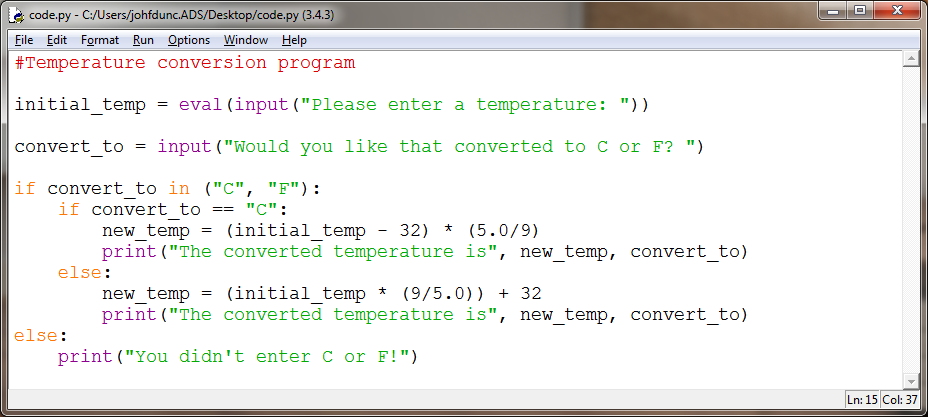 code.py - C:/Users/johfdunc.ADS/Desktop/code.py (3.4.3)
File Edit Format Run Options Window Help
#Temperature conversion program

initial_temp = eval(input("Please enter a temperature: "))

convert_to = input("Would you like that converted to C or F? ")

if convert_to in ("C", "F"):
    if convert_to == "C":
        new_temp = (initial_temp - 32) * (5.0/9)
        print("The converted temperature is", new_temp, convert_to)
    else:
        new_temp = (initial_temp * (9/5.0)) + 32
        print("The converted temperature is", new_temp, convert_to)
else:
    print("You didn't enter C or F!")
Ln: 15 Col: 37